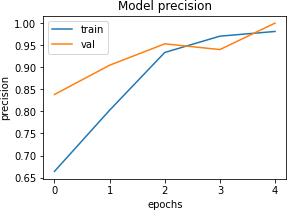 Model precision
1.00
0.95
0.90
0.85
0.80
0.75
0.70
0.65
precision
train
val
0 1 2 3 4
epochs